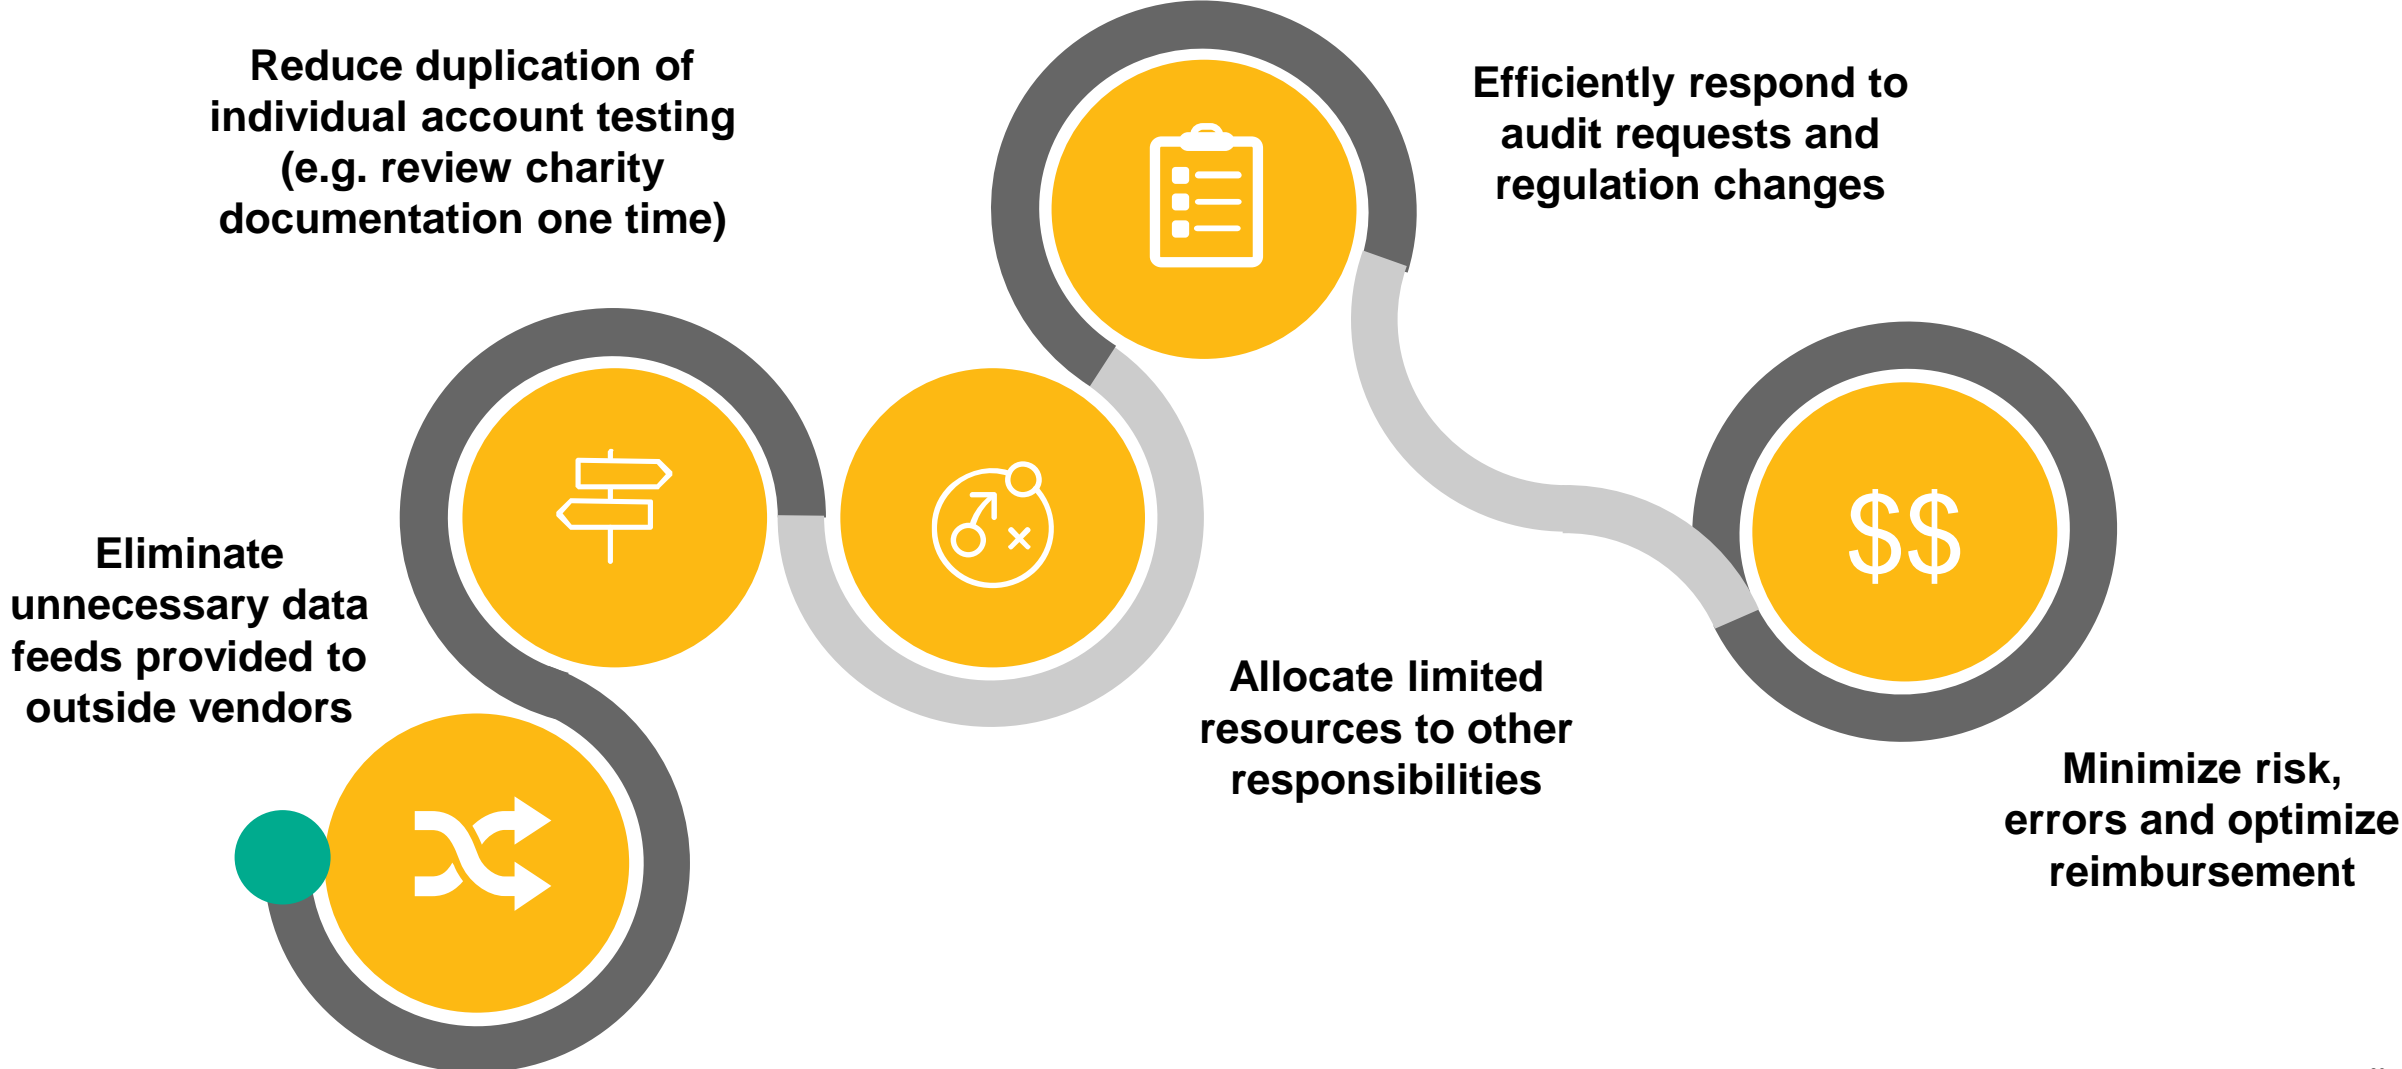 Reduce duplication of
individual account testing
(e.g. review charity
documentation one time)
Efficiently respond to
audit requests and
regulation changes
Eliminate
unnecessary data
feeds provided to
outside vendors
$$
Allocate limited
resources to other
responsibilities
Minimize risk,
errors and optimize
reimbursement